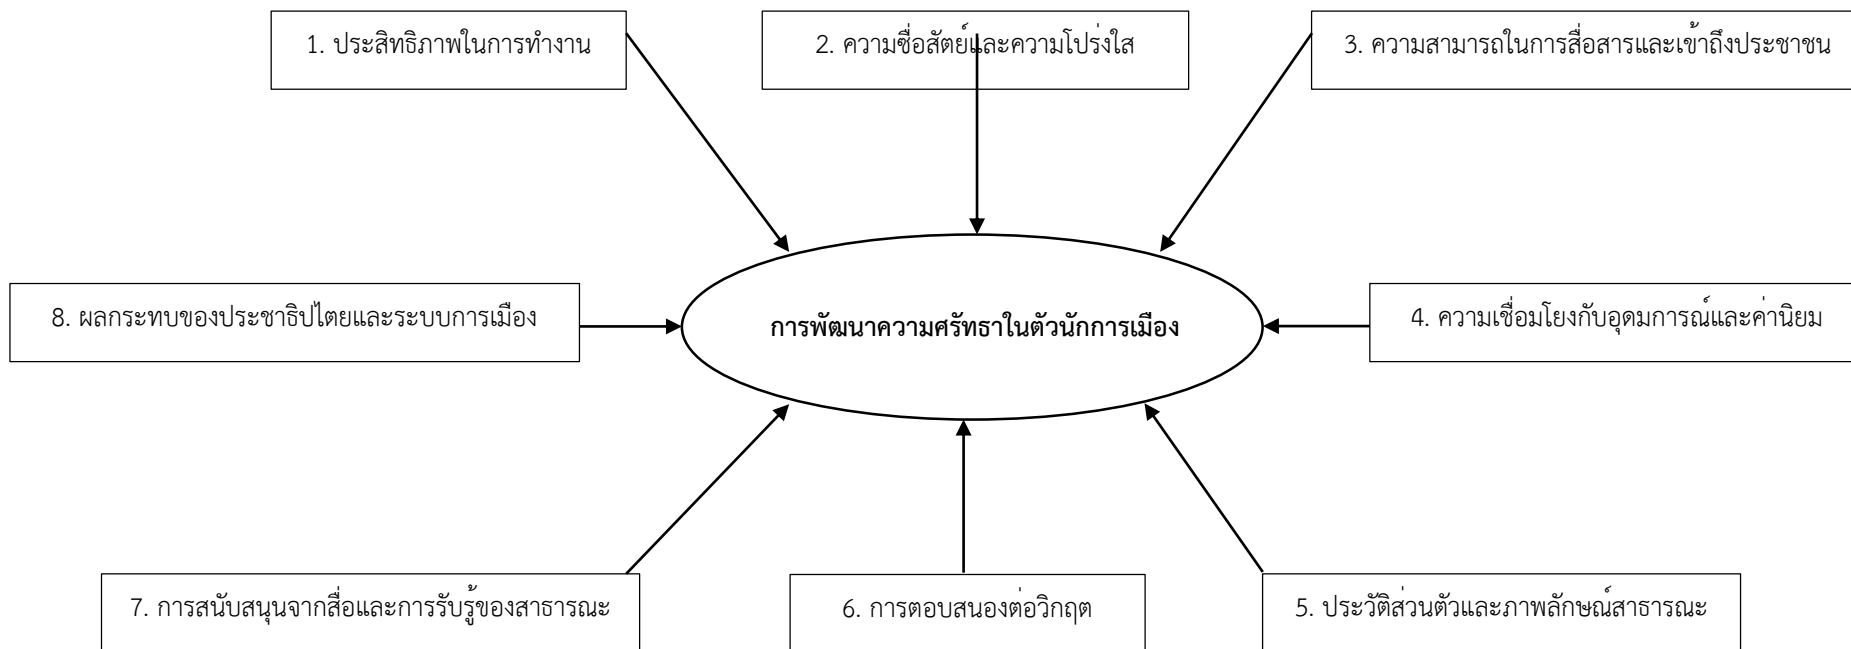 1. ประสิทธิภาพในการทำงาน
2. ความซื่อสัตย์และความโปร่งใส
3. ความสามารถในการสื่อสารและเข้าถึงประชาชน
8. ผลกระทบของประชาธิปไตยและระบบการเมือง
การพัฒนาความศรัทธาในตัวนักการเมือง
4. ความเชื่อมโยงกับอุดมการณ์และค่านิยม
7. การสนับสนุนจากสื่อและการรับรู้ของสาธารณะ
6. การตอบสนองต่อวิกฤต
5. ประวัติส่วนตัวและภาพลักษณ์สาธารณะ